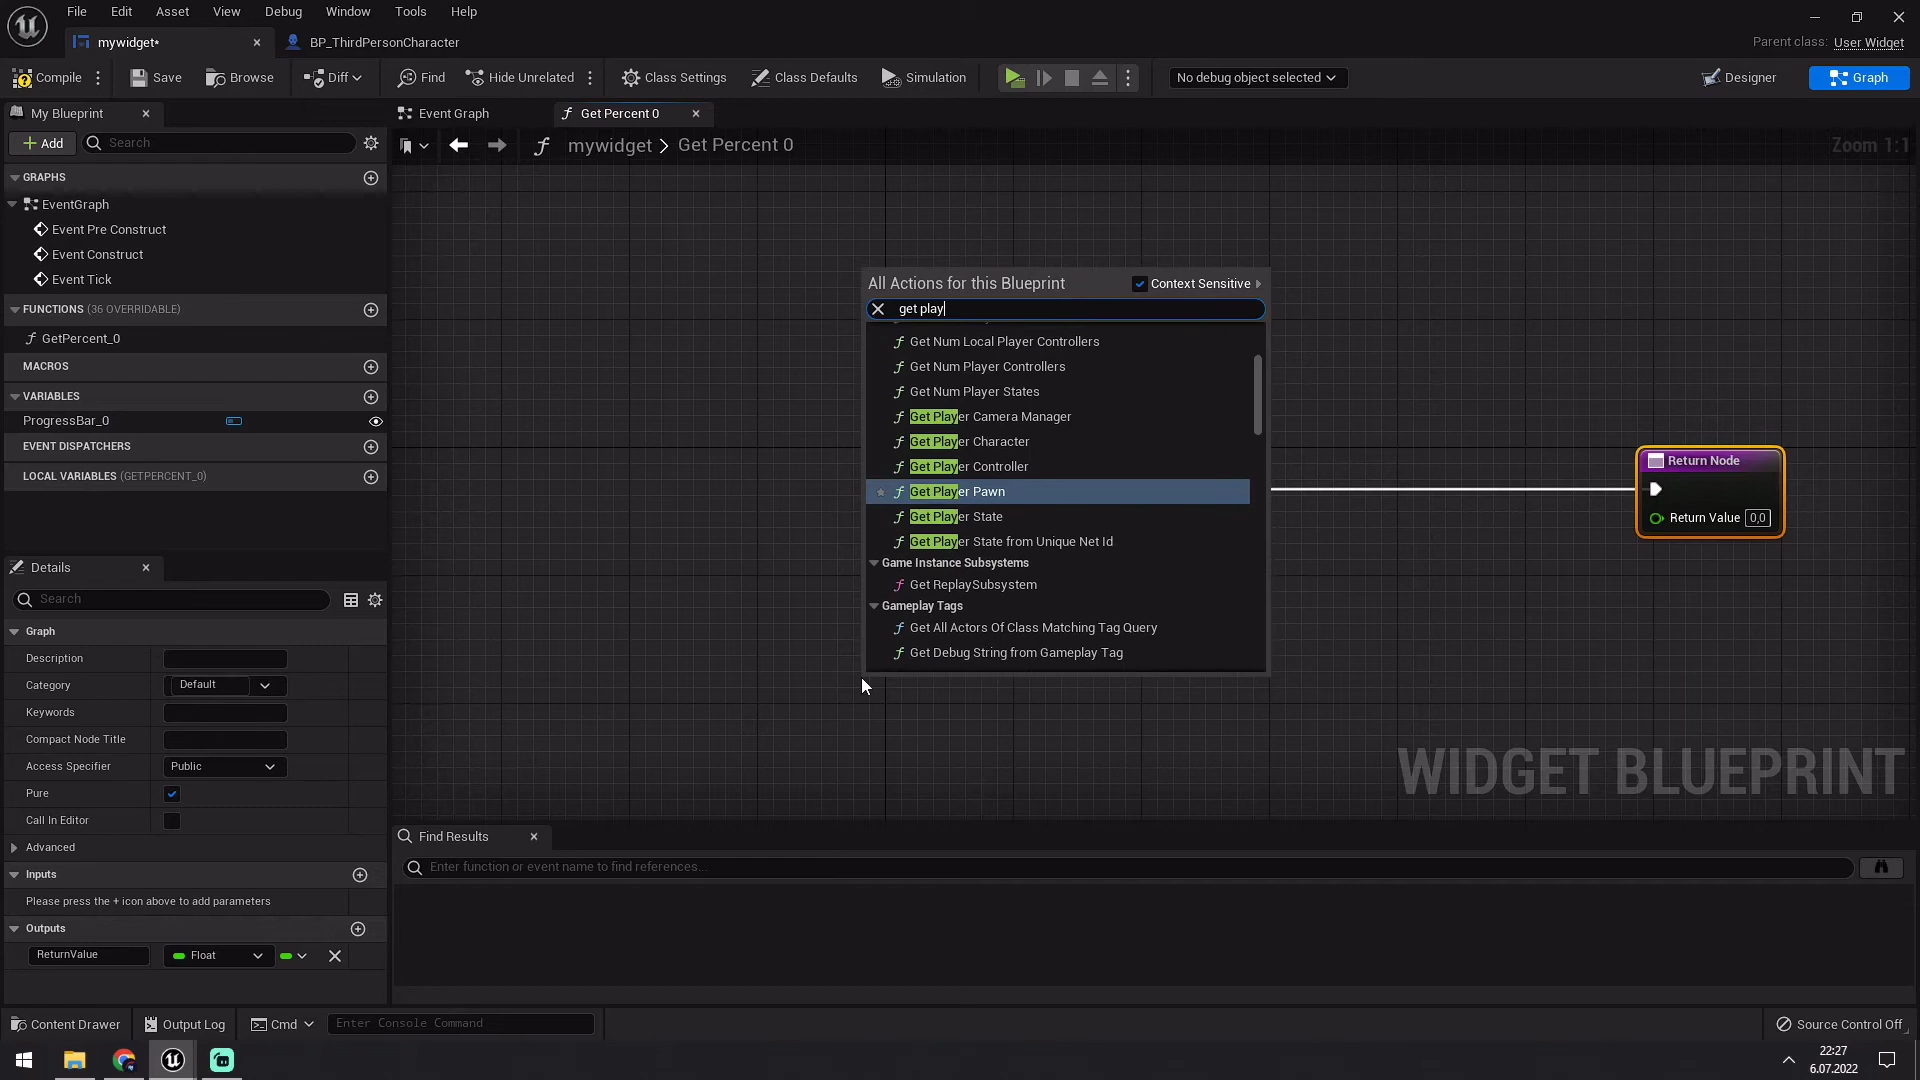 File Edit Asset View Debug Window Tools Help
mywidget* BP_ThirdPersonCharacter
Parent class: User Widget
Compile Save Browse Diff Find Hide Unrelated Class Settings Class Defaults Simulation No debug object selected Designer Graph
My Blueprint Event Graph Get Percent 0
Add Search mywidget > Get Percent 0 Zoom 1:1
GRAPHS
EventGraph
Event Pre Construct
Event Construct
Event Tick
FUNCTIONS (36 OVERRIDABLE)
GetPercent_0
MACROS
VARIABLES
ProgressBar_0
EVENT DISPATCHERS
LOCAL VARIABLES (GETPERCENT_0)
All Actions for this Blueprint Context Sensitive
get play
Get Num Local Player Controllers
Get Num Player Controllers
Get Num Player States
Get Player Camera Manager
Get Player Character
Get Player Controller
Get Player Pawn
Get Player State
Get Player State from Unique Net Id
Game Instance Subsystems
Get ReplaySubsystem
Gameplay Tags
Get All Actors Of Class Matching Tag Query
Get Debug String from Gameplay Tag
Return Node
Return Value 0,0
WIDGET BLUEPRINT
Details
Search
Graph
Description
Category Default
Keywords
Compact Node Title
Access Specifier Public
Pure
Call In Editor
Advanced
Inputs
Please press the + icon above to add parameters
Outputs
ReturnValue Float
Find Results
Enter function or event name to find references...
Content Drawer Output Log Cmd Enter Console Command Source Control Off
22:27
6.07.2022